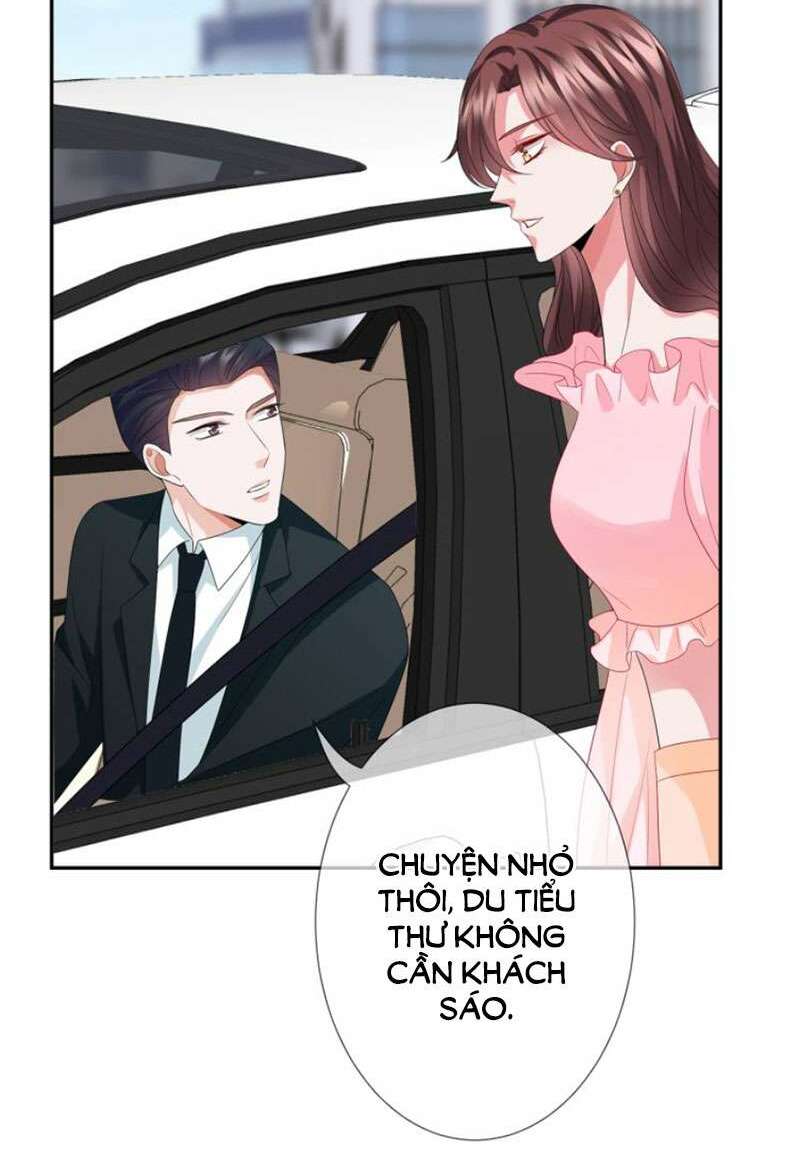 CHUYỆN NHỎ
THÔI, DU TIỂU
THƯ KHÔNG
CẦN KHÁCH
SÁO.